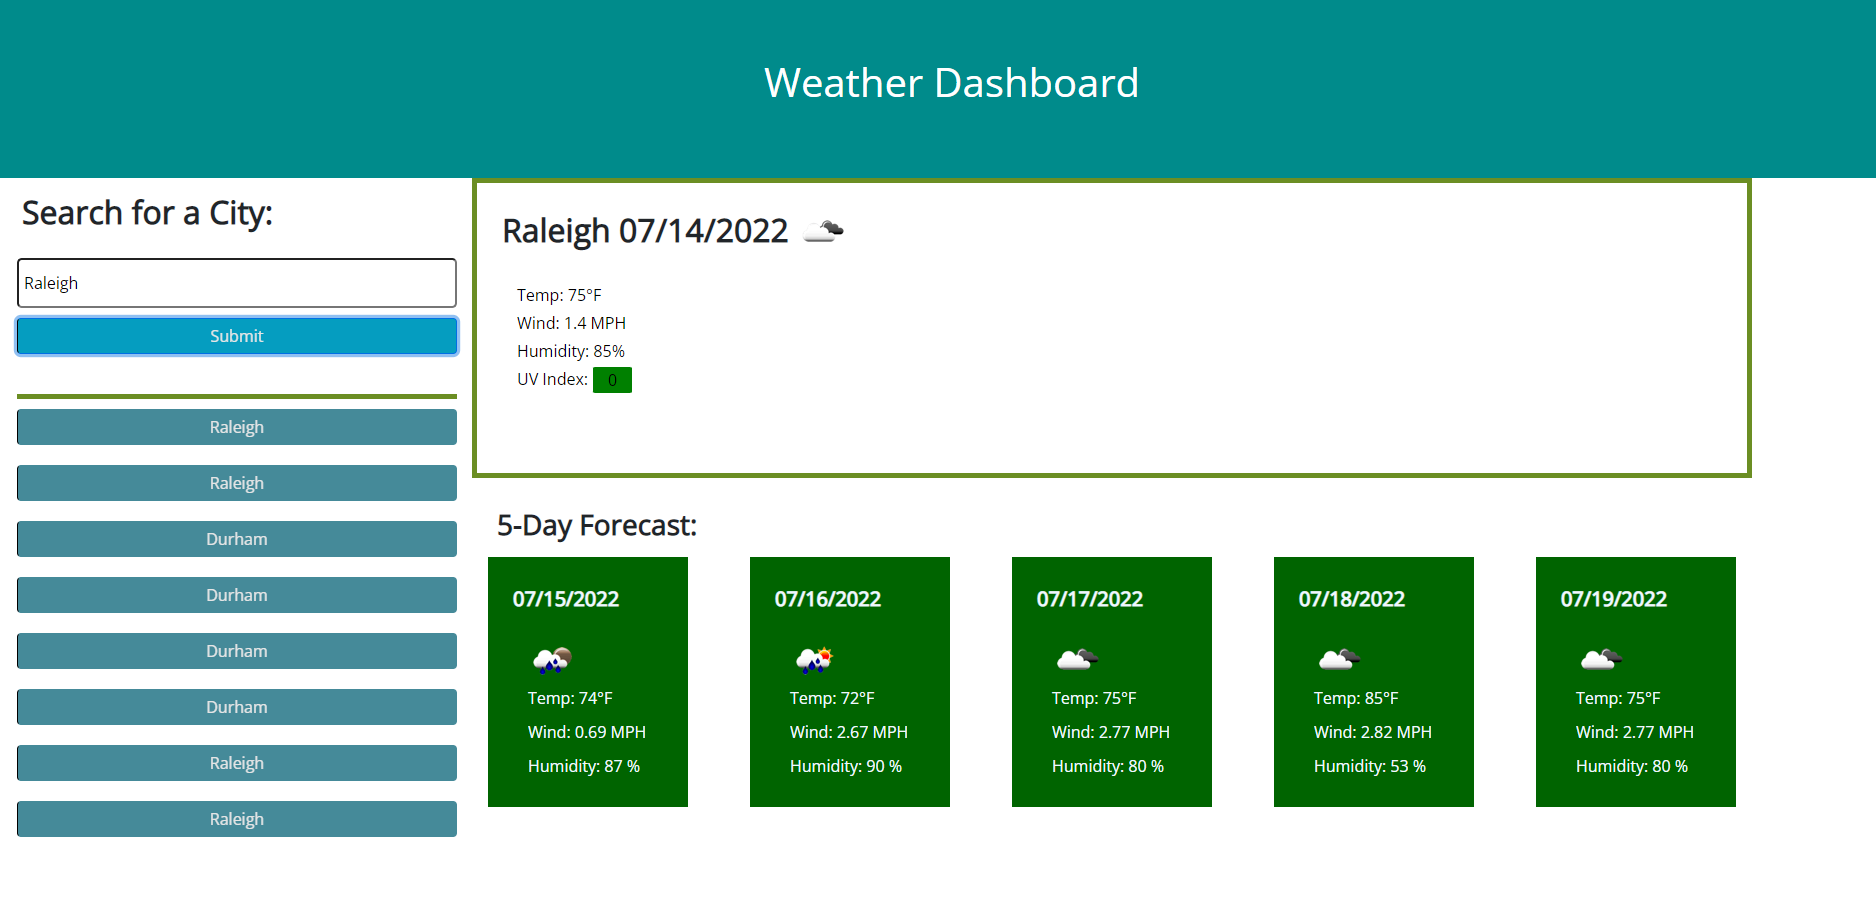 Weather Dashboard
Search for a City:
Raleigh
Submit
Raleigh
Raleigh
Durham
Durham
Durham
Durham
Raleigh
Raleigh
Raleigh 07/14/2022
Temp: 75°F
Wind: 1.4 MPH
Humidity: 85%
UV Index: 0
5-Day Forecast:
07/15/2022
Temp: 74°F
Wind: 0.69 MPH
Humidity: 87 %
07/16/2022
Temp: 72°F
Wind: 2.67 MPH
Humidity: 90 %
07/17/2022
Temp: 75°F
Wind: 2.77 MPH
Humidity: 80 %
07/18/2022
Temp: 85°F
Wind: 2.82 MPH
Humidity: 53 %
07/19/2022
Temp: 75°F
Wind: 2.77 MPH
Humidity: 80 %